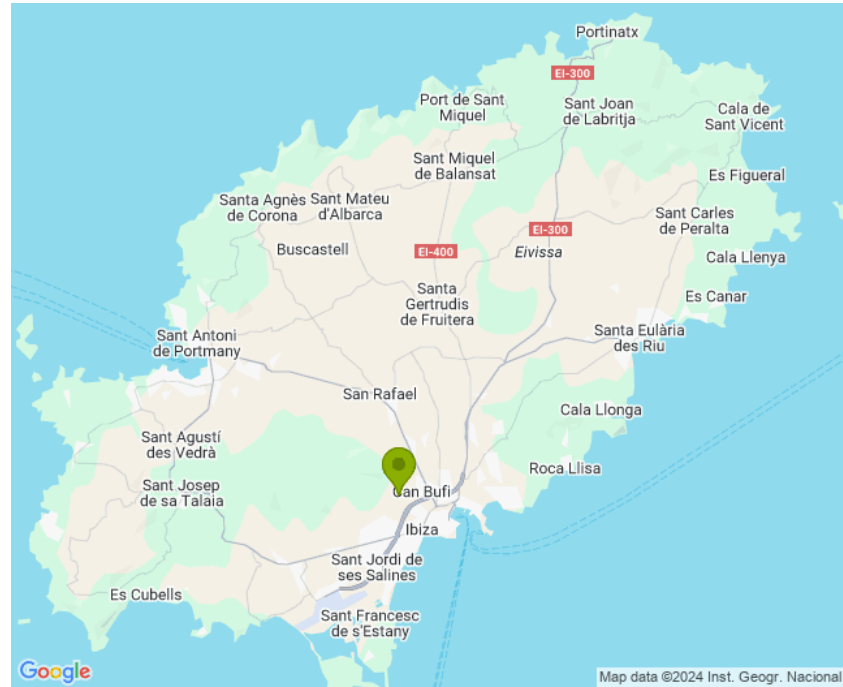 Portinatx
EI-300
Port de Sant
Miquel
Sant Joan
de Labritja
Cala de
Sant Vicent
Sant Miquel
de Balansat
Es Figueral
Santa Agnès
de Corona
Sant Mateu
d'Albarca
Sant Carles
de Peralta
EI-300
Buscastell
EI-400
Eivissa
Cala Llenya
Santa
Gertrudis
de Fruitera
Es Canar
Sant Antoni
de Portmany
Santa Eulària
des Riu
San Rafael
Cala Llonga
Sant Agustí
des Vedrà
Roca Llisa
Sant Josep
de sa Talaia
Can Bufi
Ibiza
Sant Jordi de
ses Salines
Es Cubells
Sant Francesc
de s'Estany
Google
Map data ©2024 Inst. Geogr. Nacional